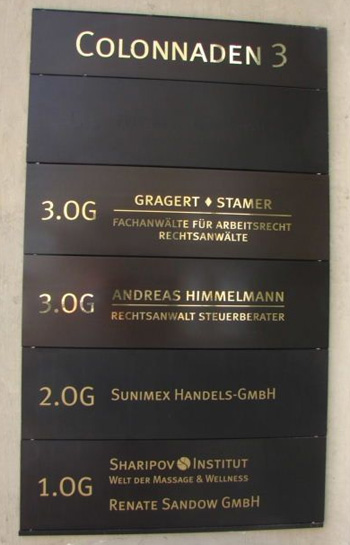 COLONNADEN 3
3.OG
GRAGERT ♦ STAMER
FACHANWÄLTE FÜR ARBEITSRECHT
RECHTSANWÄLTE
3.OG
ANDREAS HIMMELMANN
RECHTSANWALT STEUERBERATER
2.OG
SUNIMEX HANDELS-GMBH
1.OG
SHARIPOV INSTITUT
WELT DER MASSAGE & WELLNESS
RENATE SANDOW GMBH